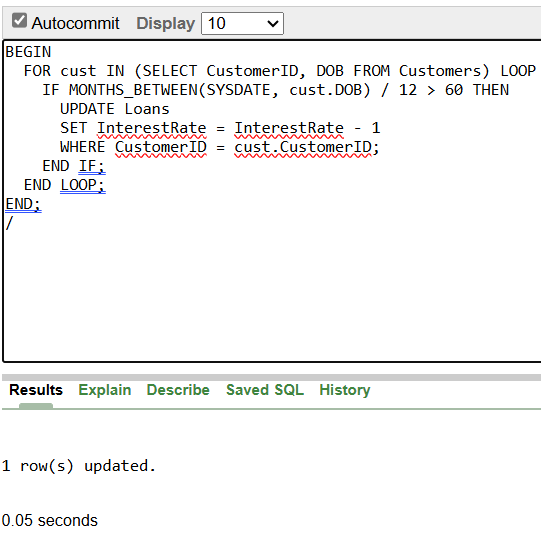 Autocommit Display 10
BEGIN
  FOR cust IN (SELECT CustomerID, DOB FROM Customers) LOOP
    IF MONTHS_BETWEEN(SYSDATE, cust.DOB) / 12 > 60 THEN
      UPDATE Loans
      SET InterestRate = InterestRate - 1
      WHERE CustomerID = cust.CustomerID;
    END IF;
  END LOOP;
END;
/
Results Explain Describe Saved SQL History
1 row(s) updated.
0.05 seconds